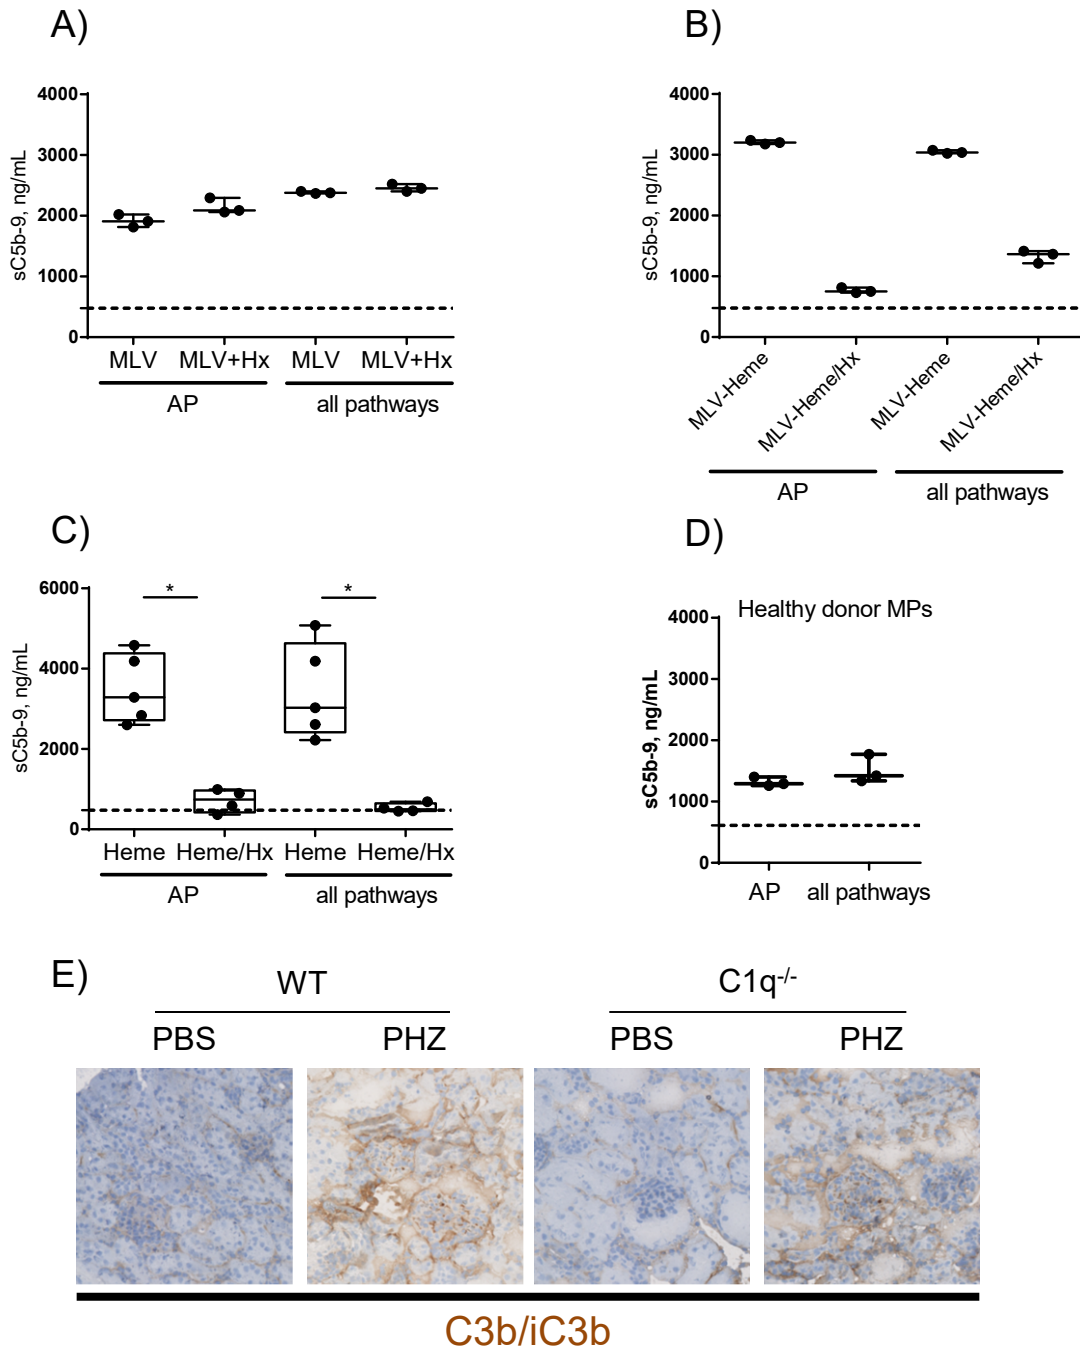 A)
4000
3000
2000
1000
0
sC5b-9, ng/mL
MLV MLV+Hx MLV MLV+Hx
AP all pathways
B)
4000
3000
2000
1000
0
sC5b-9, ng/mL
MLV-Heme MLV-Heme/Hx MLV-Heme MLV-Heme/Hx
AP all pathways
C)
6000
4000
2000
0
sC5b-9, ng/mL
* *
Heme Heme/Hx Heme Heme/Hx
AP all pathways
D)
Healthy donor MPs
4000
3000
2000
1000
0
sC5b-9, ng/mL
AP all pathways
E)
WT C1q-/-
PBS PHZ PBS PHZ
C3b/iC3b